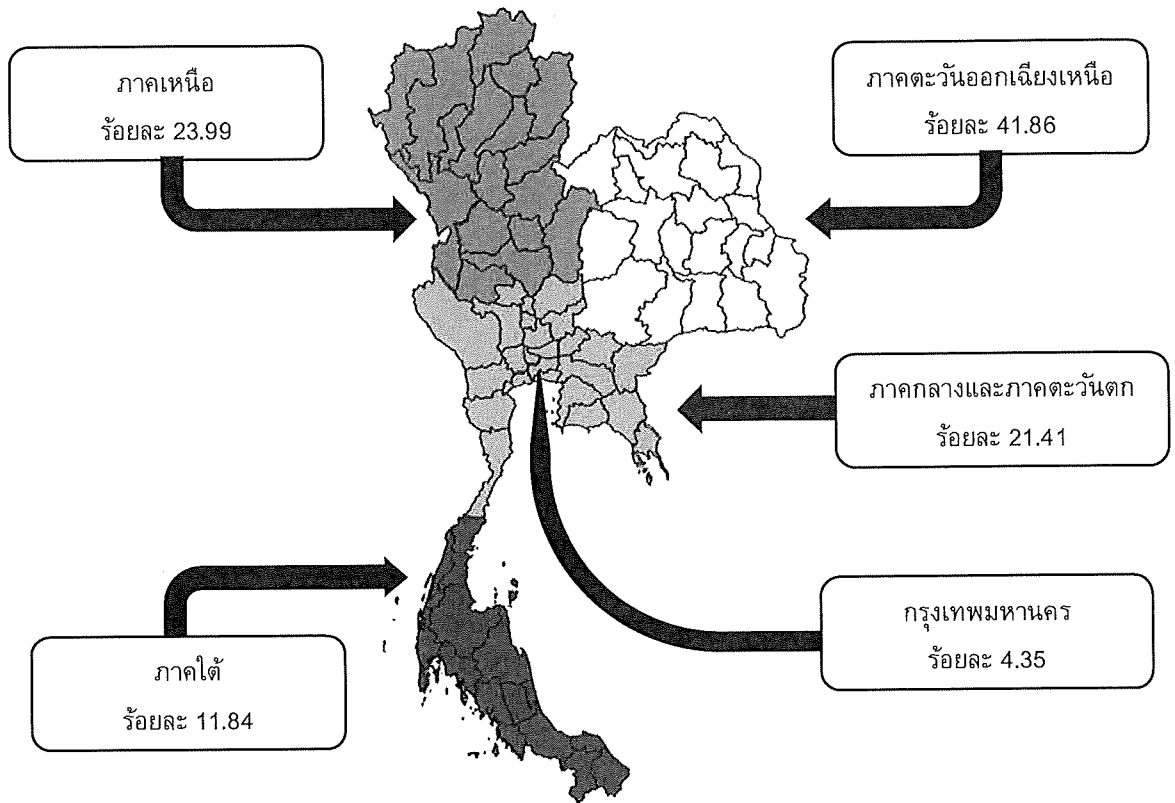 ภาคเหนือ
ร้อยละ 23.99
ภาคตะวันออกเฉียงเหนือ
ร้อยละ 41.86
ภาคกลางและภาคตะวันตก
ร้อยละ 21.41
กรุงเทพมหานคร
ร้อยละ 4.35
ภาคใต้
ร้อยละ 11.84